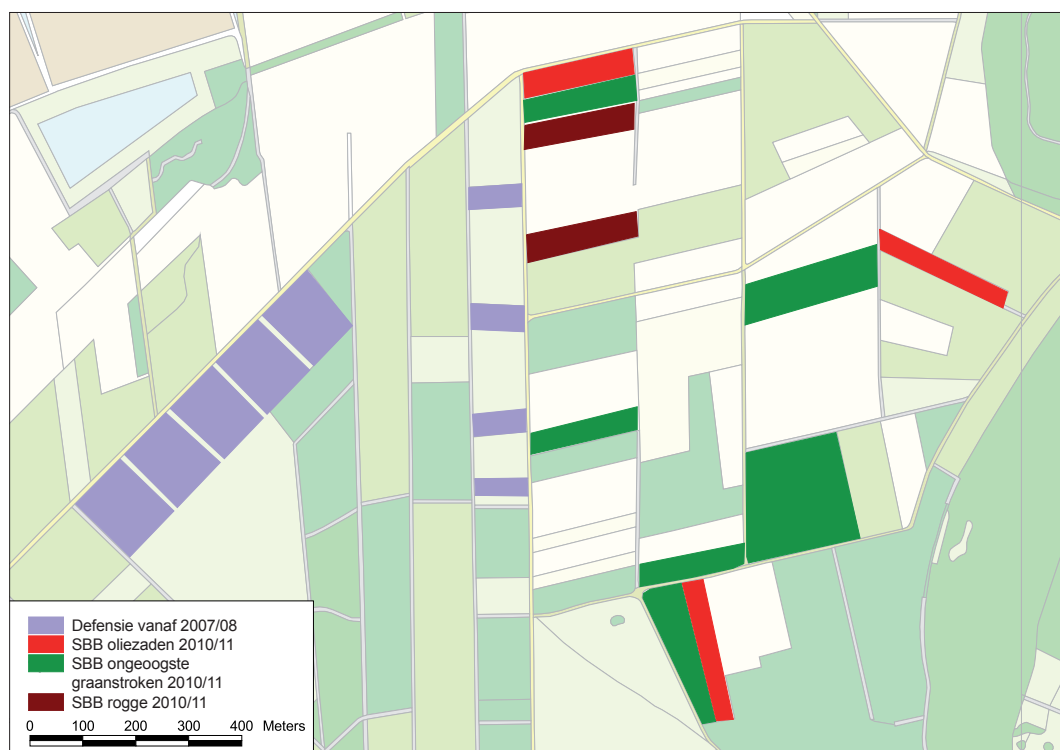 Defensie vanaf 2007/08
SBB oliezaden 2010/11
SBB ongeoogste
graanstroken 2010/11
SBB rogge 2010/11
0 100 200 300 400 Meters